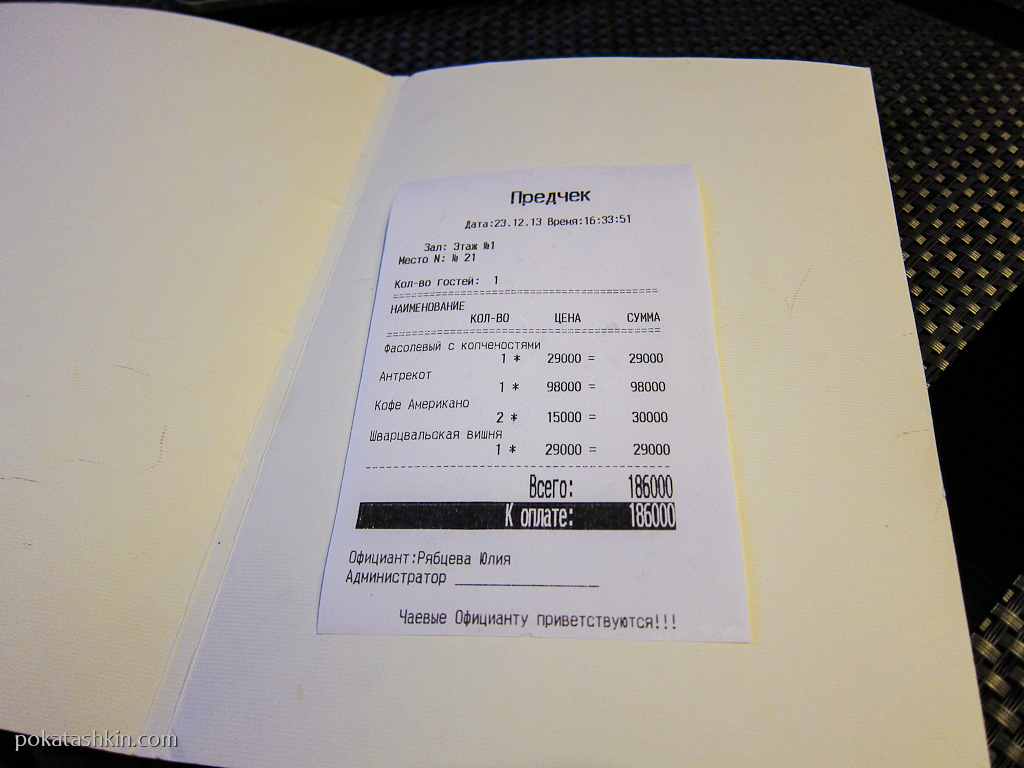 Предчек
Дата:23.12.13 Время:16:33:51
Зал: Этаж №1
Место N: № 21
Кол-во гостей: 1
НАИМЕНОВАНИЕ
КОЛ-ВО ЦЕНА СУММА
Фасолевый с копченостями
1 * 29000 = 29000
Антрекот
1 * 98000 = 98000
Кофе Американо
2 * 15000 = 30000
Шварцвальская вишня
1 * 29000 = 29000
Всего: 186000
К оплате: 186000
Официант:Рябцева Юлия
Администратор
Чаевые Официанту приветствуются!!!
pokatashkin.com